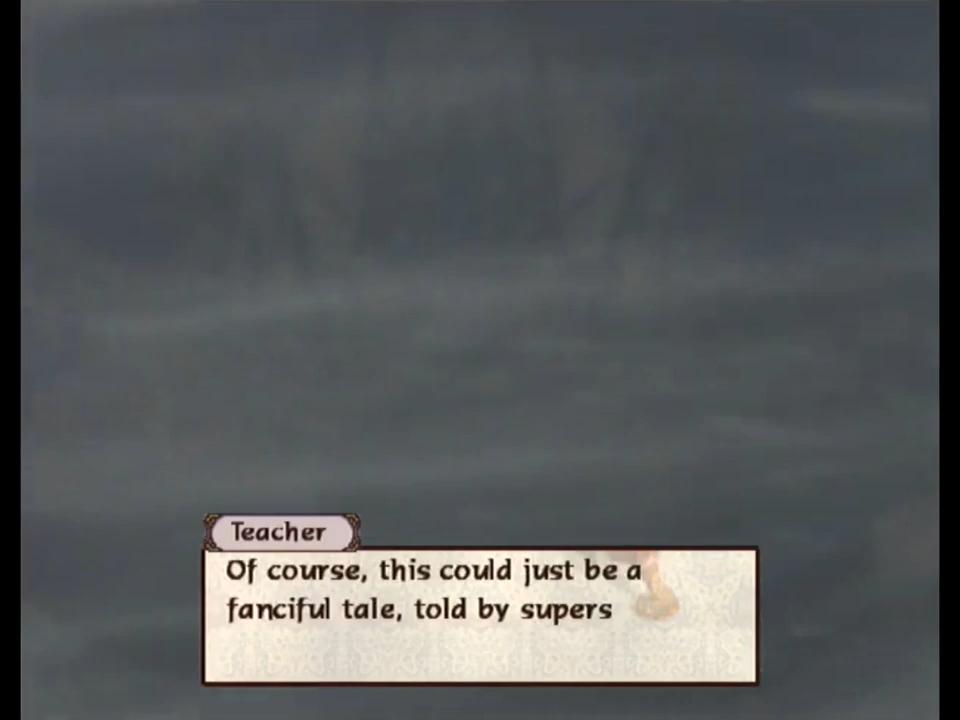 Teacher
Of course, this could just be a
fanciful tale, told by supers